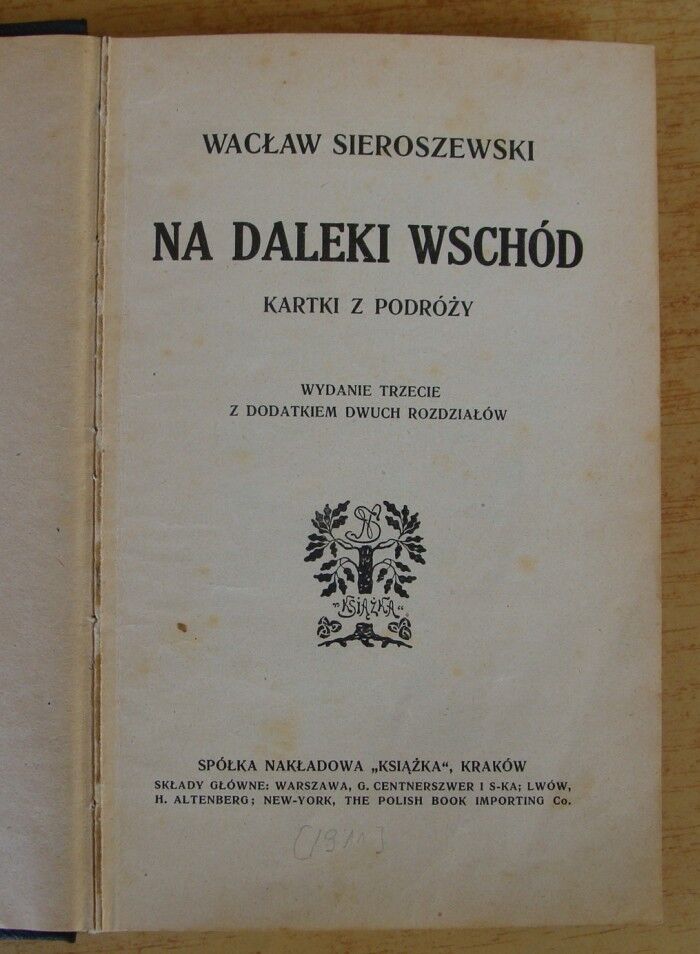 WACŁAW SIEROSZEWSKI
NA DALEKI WSCHÓD
KARTKI Z PODRÓŻY
WYDANIE TRZECIE
Z DODATKIEM DWUCH ROZDZIAŁÓW
„KSIĄŻKA“
SPÓŁKA NAKŁADOWA „KSIĄŻKA“, KRAKÓW
SKŁADY GŁÓWNE: WARSZAWA, G. CENTNERSZWER I S-KA; LWÓW,
H. ALTENBERG; NEW-YORK, THE POLISH BOOK IMPORTING Co.
[1911]